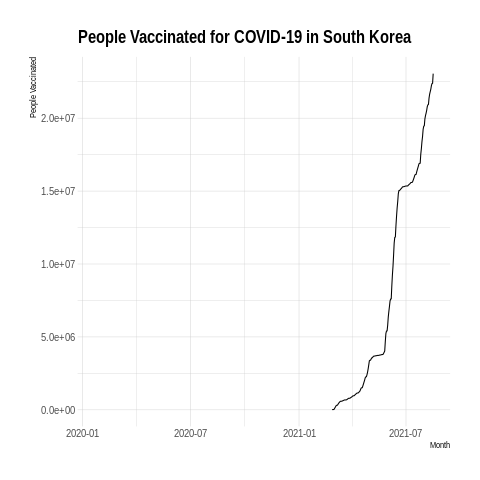 People Vaccinated for COVID-19 in South Korea
People Vaccinated
2.0e+07
1.5e+07
1.0e+07
5.0e+06
0.0e+00
2020-01 2020-07 2021-01 2021-07
Month